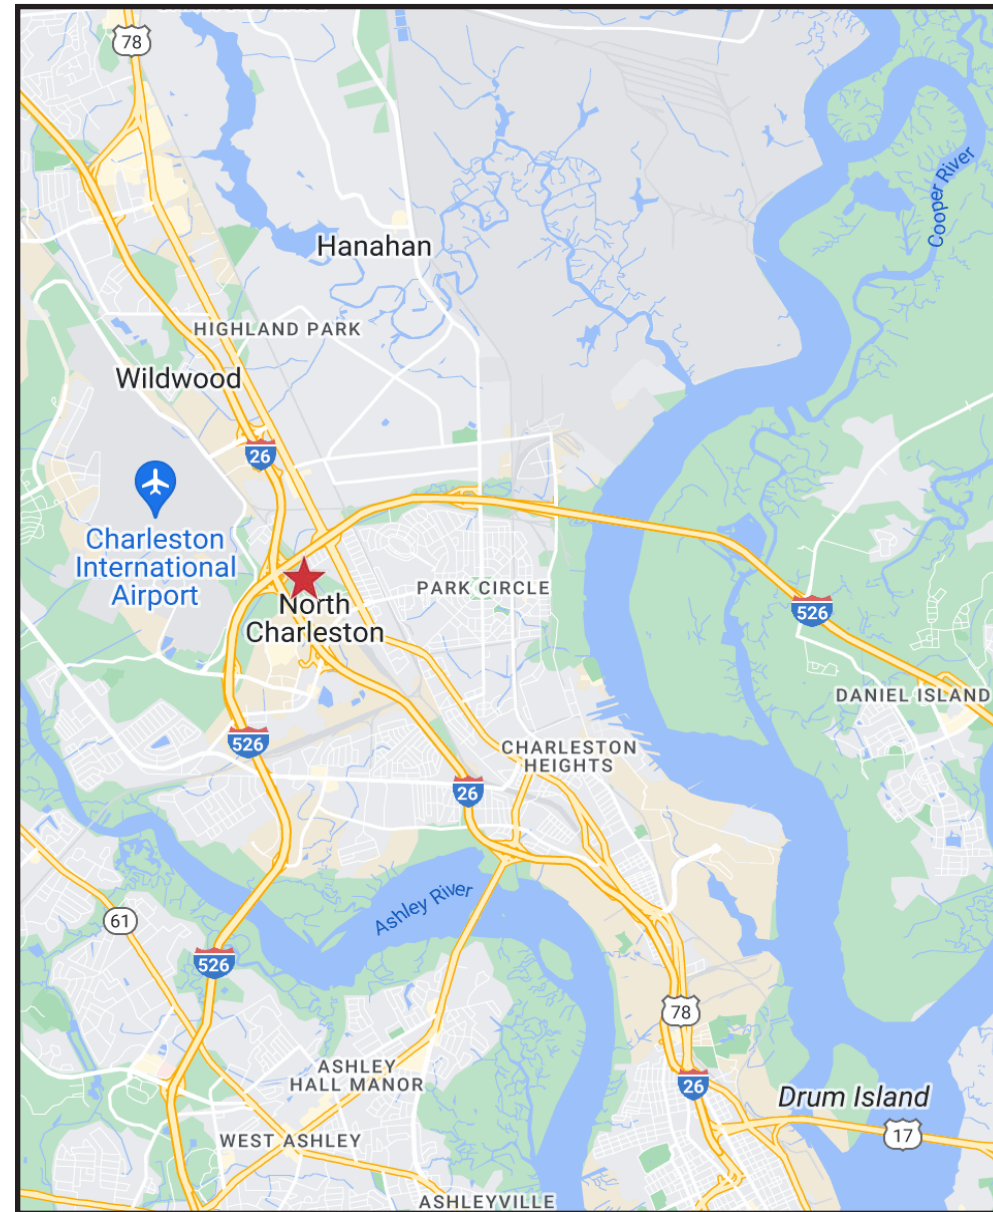 78
Cooper River
Hanahan
HIGHLAND PARK
Wildwood
26
Charleston
International
Airport
PARK CIRCLE
North
Charleston
526
DANIEL ISLAND
526
CHARLESTON
HEIGHTS
26
Ashley River
61
526
78
ASHLEY
HALL MANOR
26
Drum Island
17
WEST ASHLEY
ASHLEYVILLE